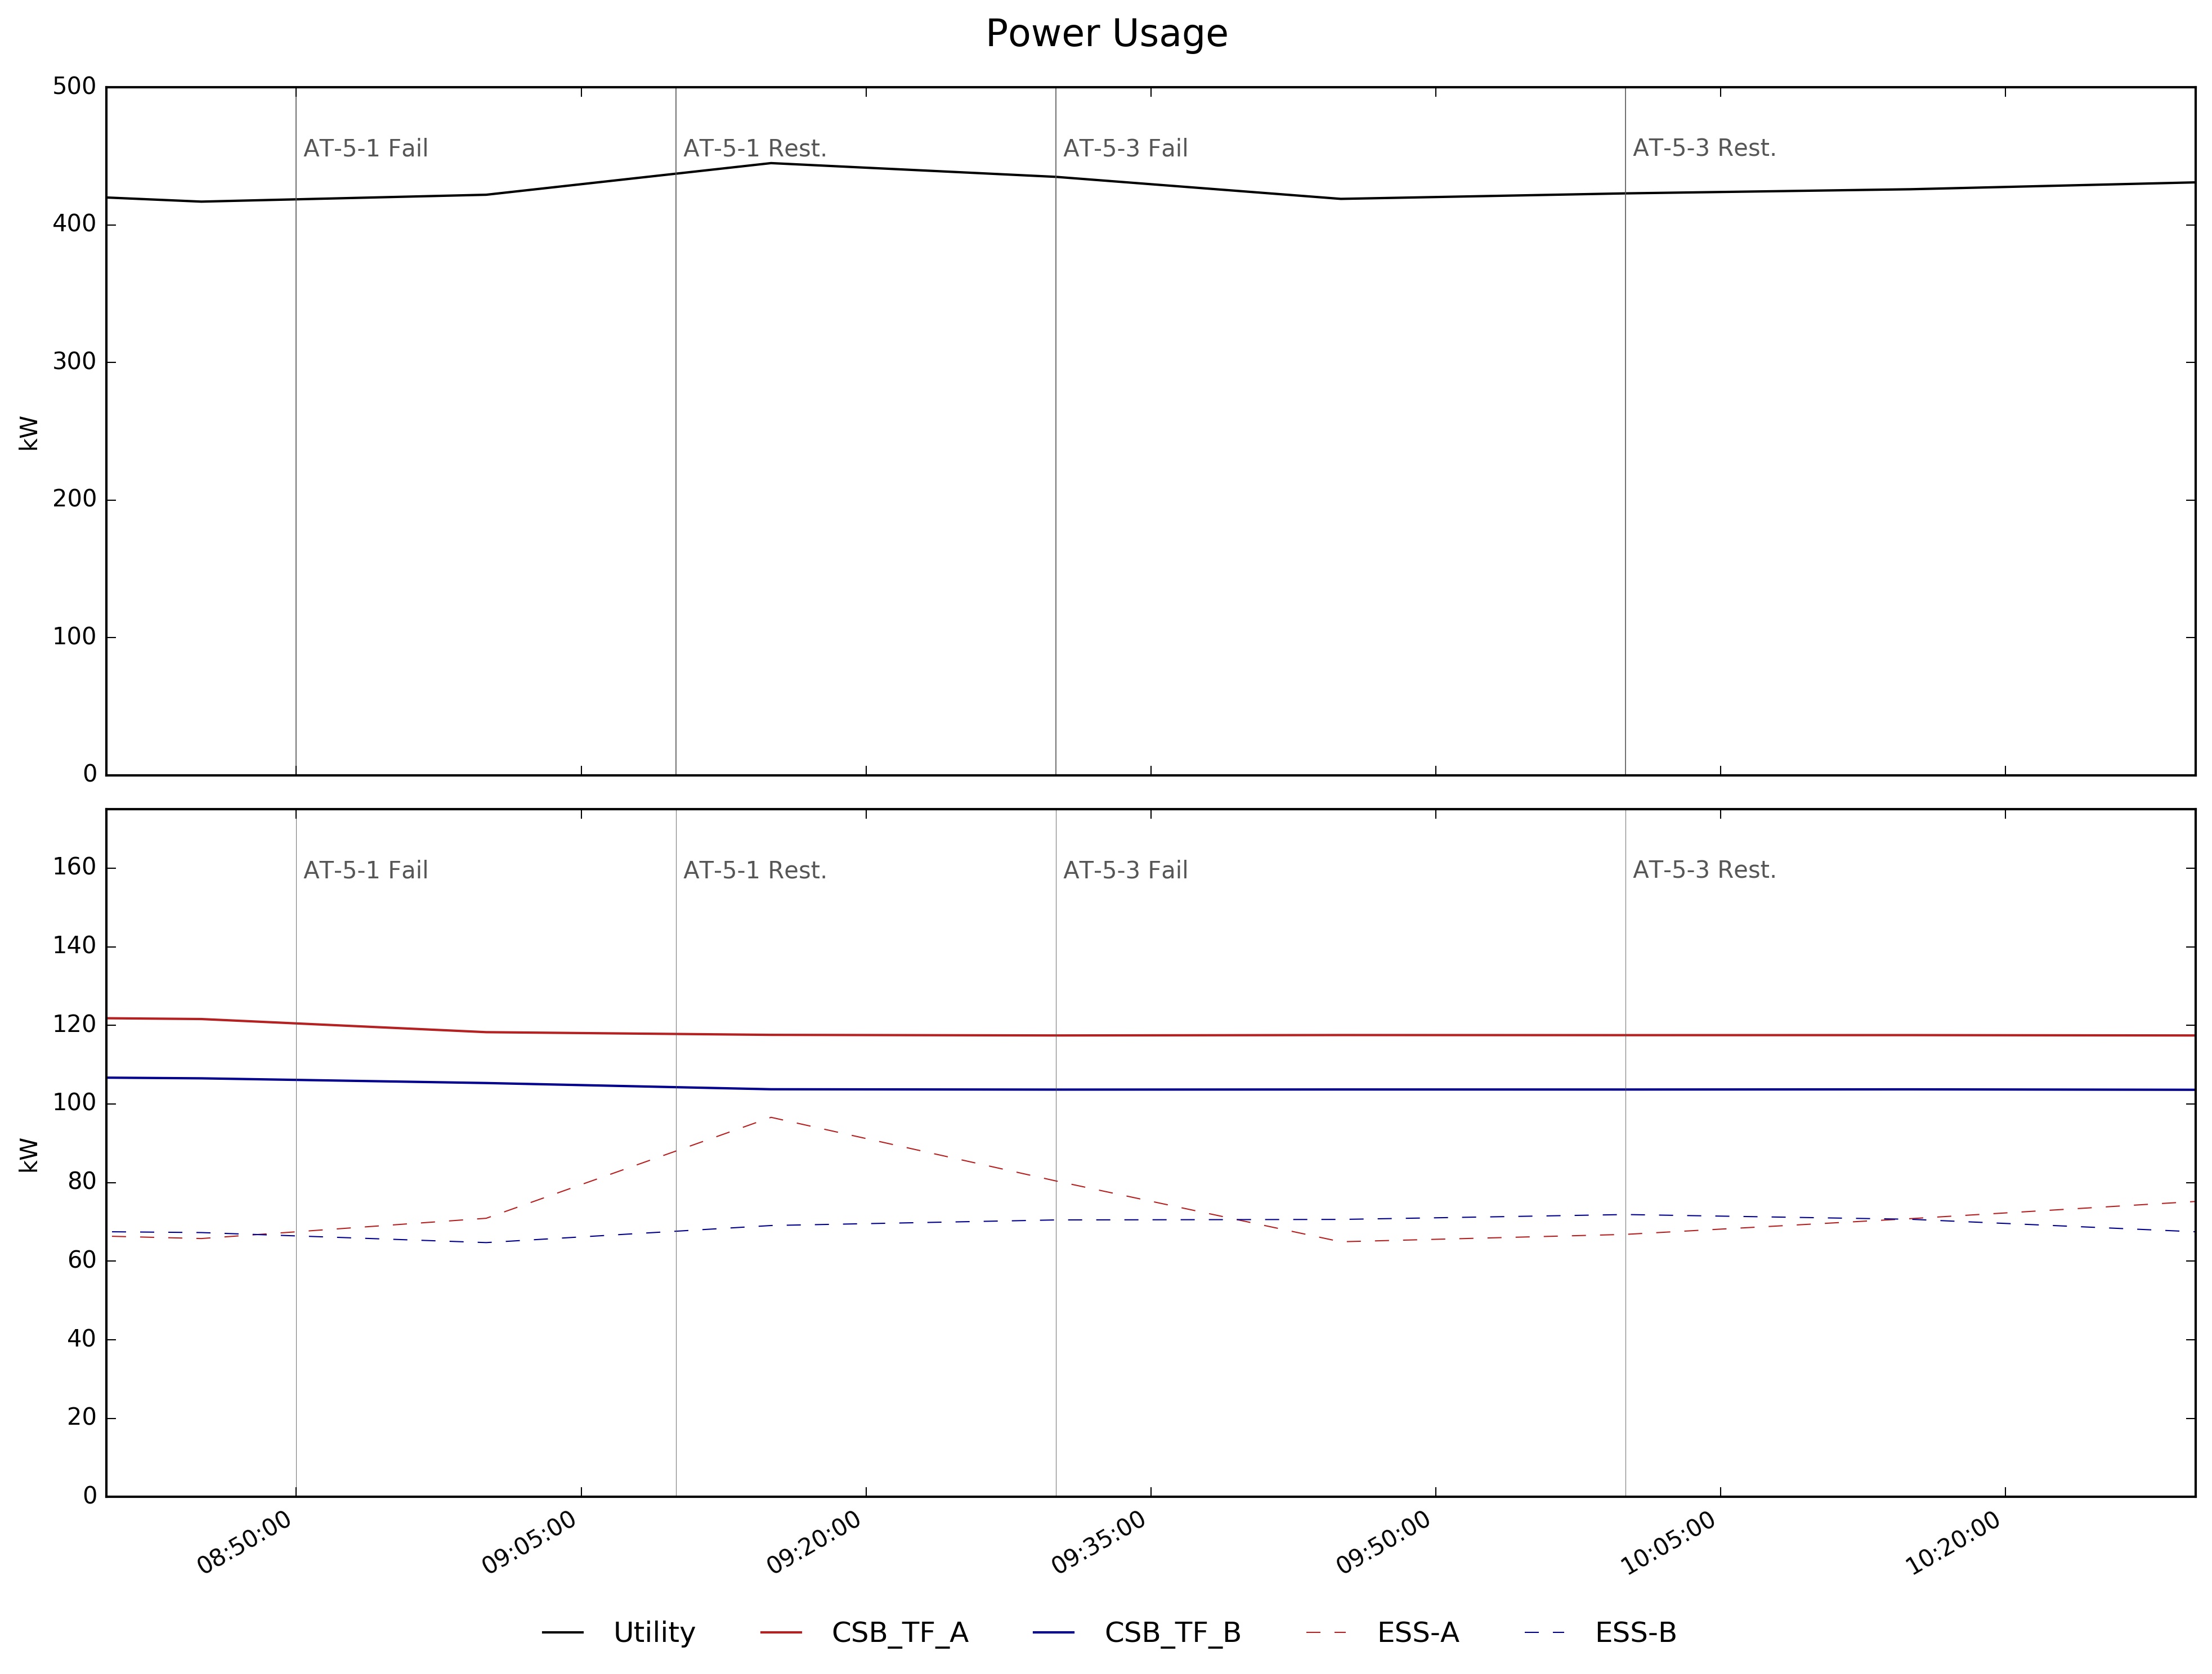 Power Usage
500
AT-5-1 Fail AT-5-1 Rest. AT-5-3 Fail AT-5-3 Rest.
400
300
kW
200
100
0
160 AT-5-1 Fail AT-5-1 Rest. AT-5-3 Fail AT-5-3 Rest.
140
120
100
kW
80
60
40
20
0
08:50:00 09:05:00 09:20:00 09:35:00 09:50:00 10:05:00 10:20:00
Utility CSB_TF_A CSB_TF_B ESS-A ESS-B